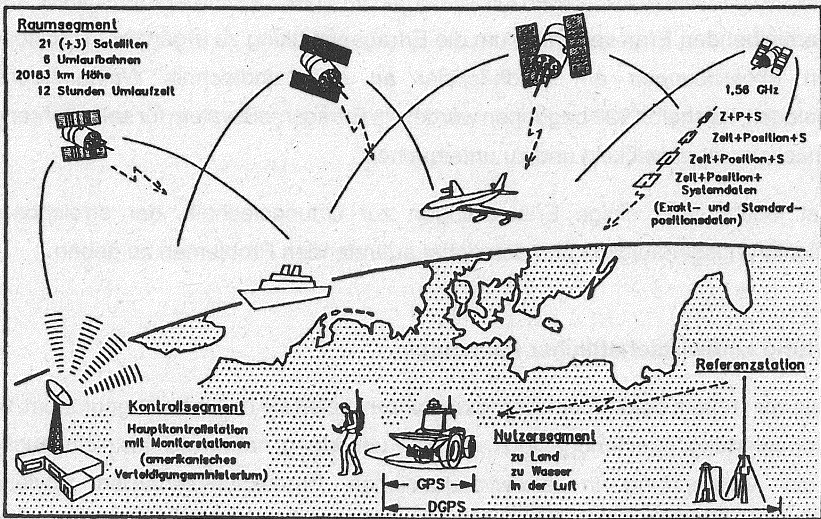 Raumsegment
21 (+3) Satelliten
6 Umlaufbahnen
20183 km Höhe
12 Stunden Umlaufzeit
1,56 GHz
Z+P+S
Zeit+Position+S
Zeit+Position+S
Zeit+Position+
Systemdaten
(Exakt- und Standard-
positionsdaten)
Referenzstation
Kontrollsegment
Hauptkontrollstation
mit Monitorstationen
(amerikanisches
Verteidigungsministerium)
Nutzersegment
zu Land
zu Wasser
in der Luft
GPS
DGPS